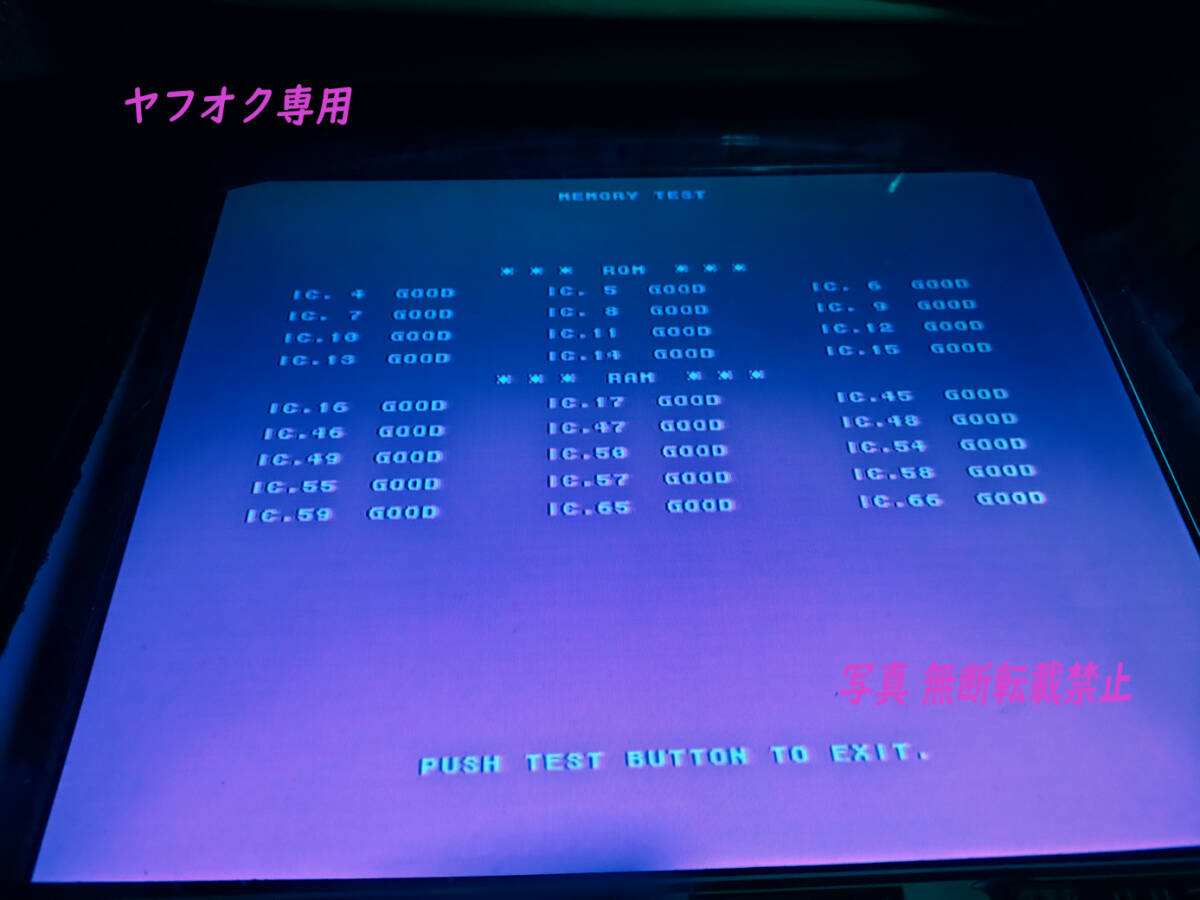 ヤフオク専用
MEMORY TEST
* * * ROM * * *
IC. 4 GOOD IC. 5 GOOD IC. 6 GOOD
IC. 7 GOOD IC. 8 GOOD IC. 9 GOOD
IC.10 GOOD IC.11 GOOD IC.12 GOOD
IC.13 GOOD IC.14 GOOD IC.15 GOOD
* * * RAM * * *
IC.16 GOOD IC.17 GOOD IC.45 GOOD
IC.46 GOOD IC.47 GOOD IC.48 GOOD
IC.49 GOOD IC.50 GOOD IC.54 GOOD
IC.55 GOOD IC.57 GOOD IC.58 GOOD
IC.59 GOOD IC.65 GOOD IC.66 GOOD
写真 無断転載禁止
PUSH TEST BUTTON TO EXIT.